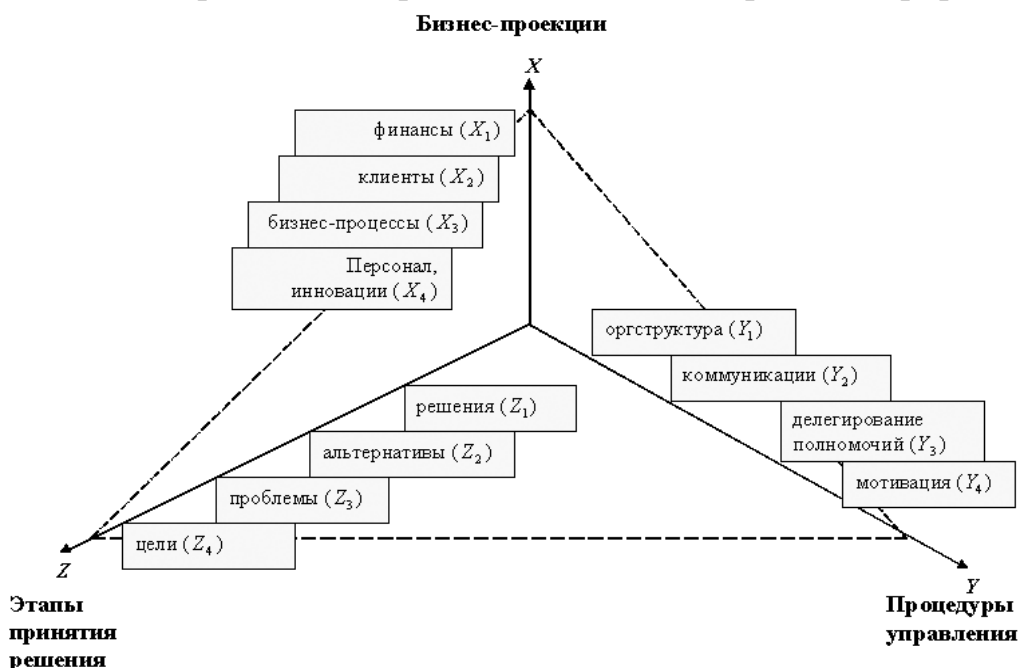 Бизнес-проекции
X
финансы (X₁)
клиенты (X₂)
бизнес-процессы (X₃)
Персонал,
инновации (X₄)
оргструктура (Y₁)
коммуникации (Y₂)
делегирование
полномочий (Y₃)
мотивация (Y₄)
решения (Z₁)
альтернативы (Z₂)
проблемы (Z₃)
цели (Z₄)
Z
Y
Этапы
принятия
решения
Процедуры
управления